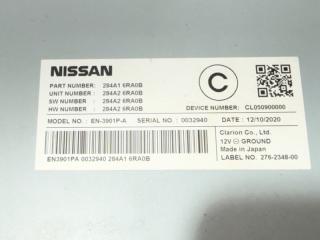 NISSAN
PART NUMBER: 284A1 6RA0B
UNIT NUMBER : 284A2 6RA0B
SW NUMBER : 284A2 6RA0B
HW NUMBER : 284A2 6RA0B
C
DEVICE NUMBER: CL050900000
MODEL NO : EN-3901P-A SERIAL NO : 0032940 DATE : 12/10/2020
Clarion Co., Ltd.
12V ⊖ GROUND
Made in Japan
EN3901PA 0032940 284A1 6RA0B LABEL NO. 276-2348-00